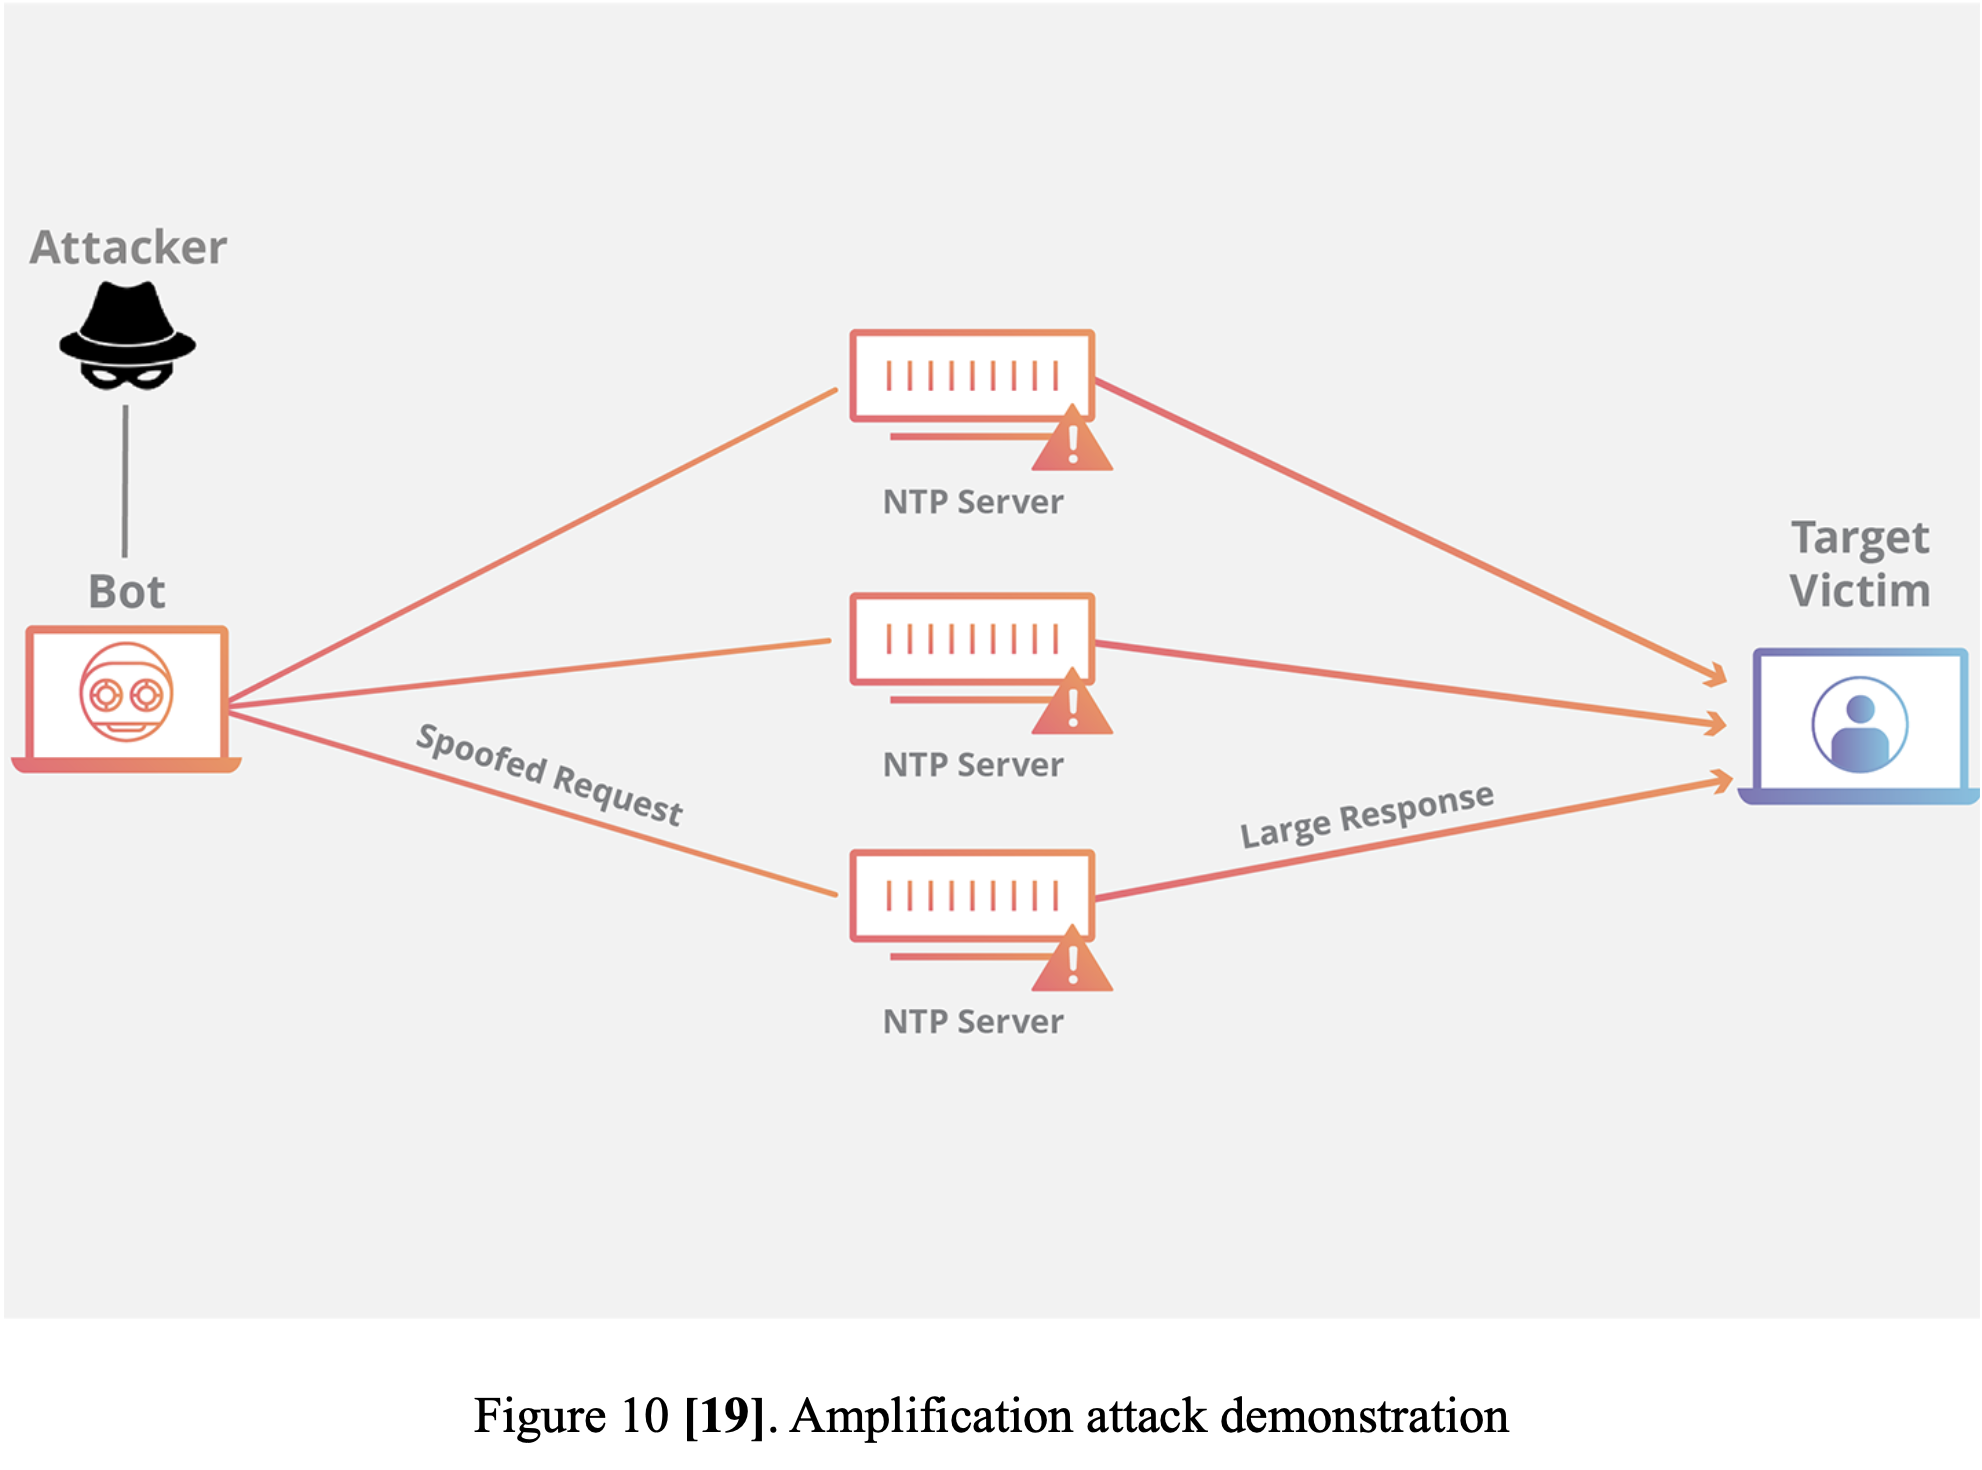 Attacker
Bot
Spoofed Request
NTP Server
NTP Server
NTP Server
Large Response
Target
Victim
Figure 10 [19]. Amplification attack demonstration